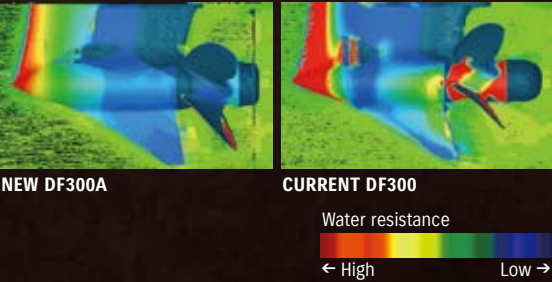 NEW DF300A
CURRENT DF300
Water resistance
← High
Low →